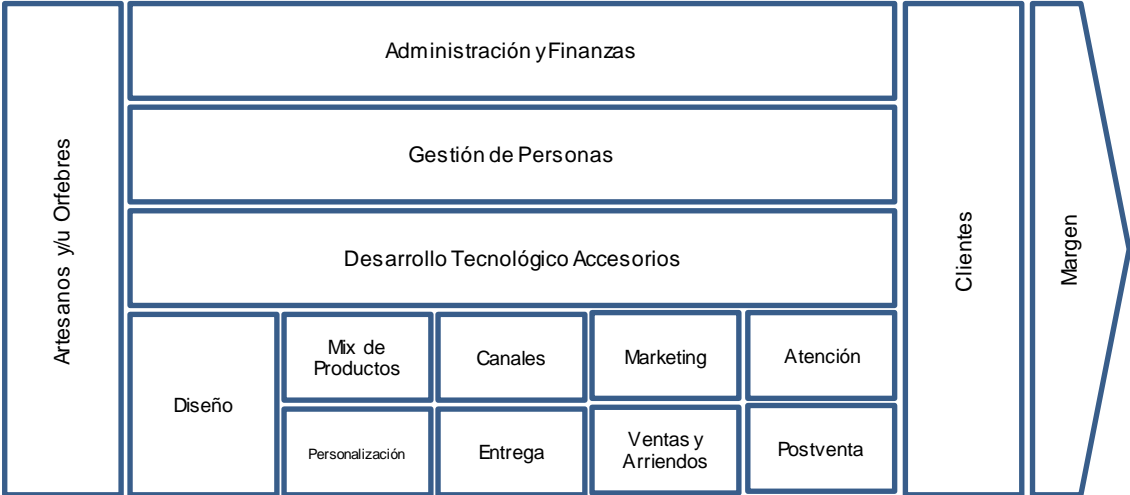 Artesanos y/u Orfebres
Administración y Finanzas
Gestión de Personas
Desarrollo Tecnológico Accesorios
Diseño
Mix de
Productos
Personalización
Canales
Entrega
Marketing
Ventas y
Arriendos
Atención
Postventa
Clientes
Margen